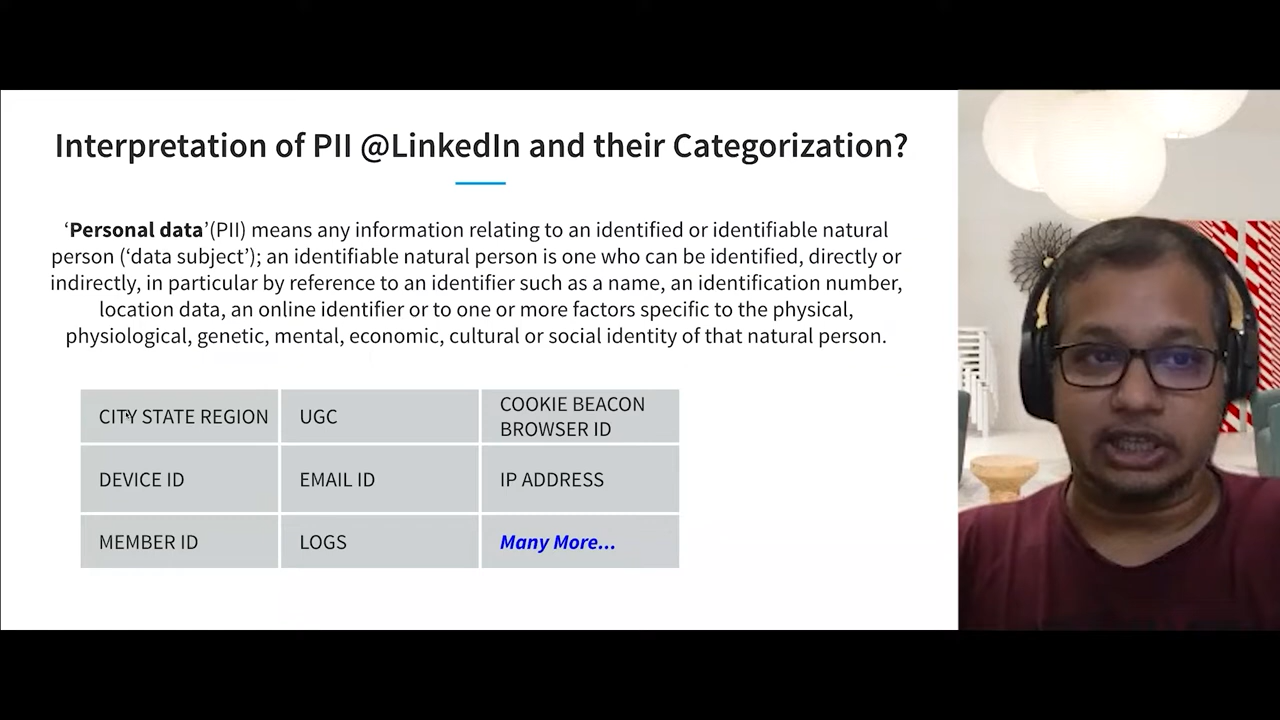 Interpretation of PII @LinkedIn and their Categorization?
‘Personal data’(PII) means any information relating to an identified or identifiable natural
person (‘data subject’); an identifiable natural person is one who can be identified, directly or
indirectly, in particular by reference to an identifier such as a name, an identification number,
location data, an online identifier or to one or more factors specific to the physical,
physiological, genetic, mental, economic, cultural or social identity of that natural person.
CITY STATE REGION
UGC
COOKIE BEACON
BROWSER ID
DEVICE ID
EMAIL ID
IP ADDRESS
MEMBER ID
LOGS
Many More...